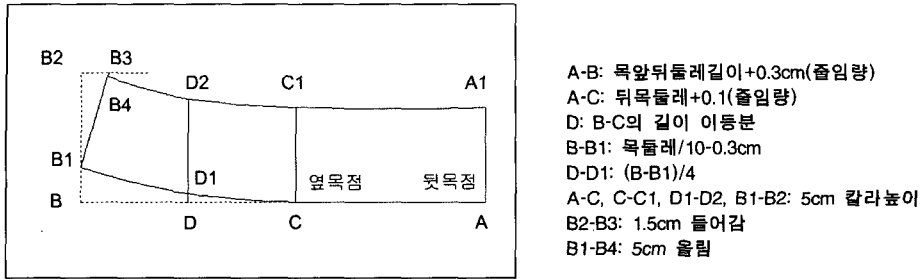 B2 B3
D2 C1 A1
B4
B1
D1 옆목점 뒷목점
B
D C A
A-B: 목앞뒤둘레길이+0.3cm(줄임량)
A-C: 뒤목둘레+0.1(줄임량)
D: B-C의 길이 이등분
B-B1: 목둘레/10-0.3cm
D-D1: (B-B1)/4
A-C, C-C1, D1-D2, B1-B2: 5cm 칼라높이
B2-B3: 1.5cm 들어감
B1-B4: 5cm 올림